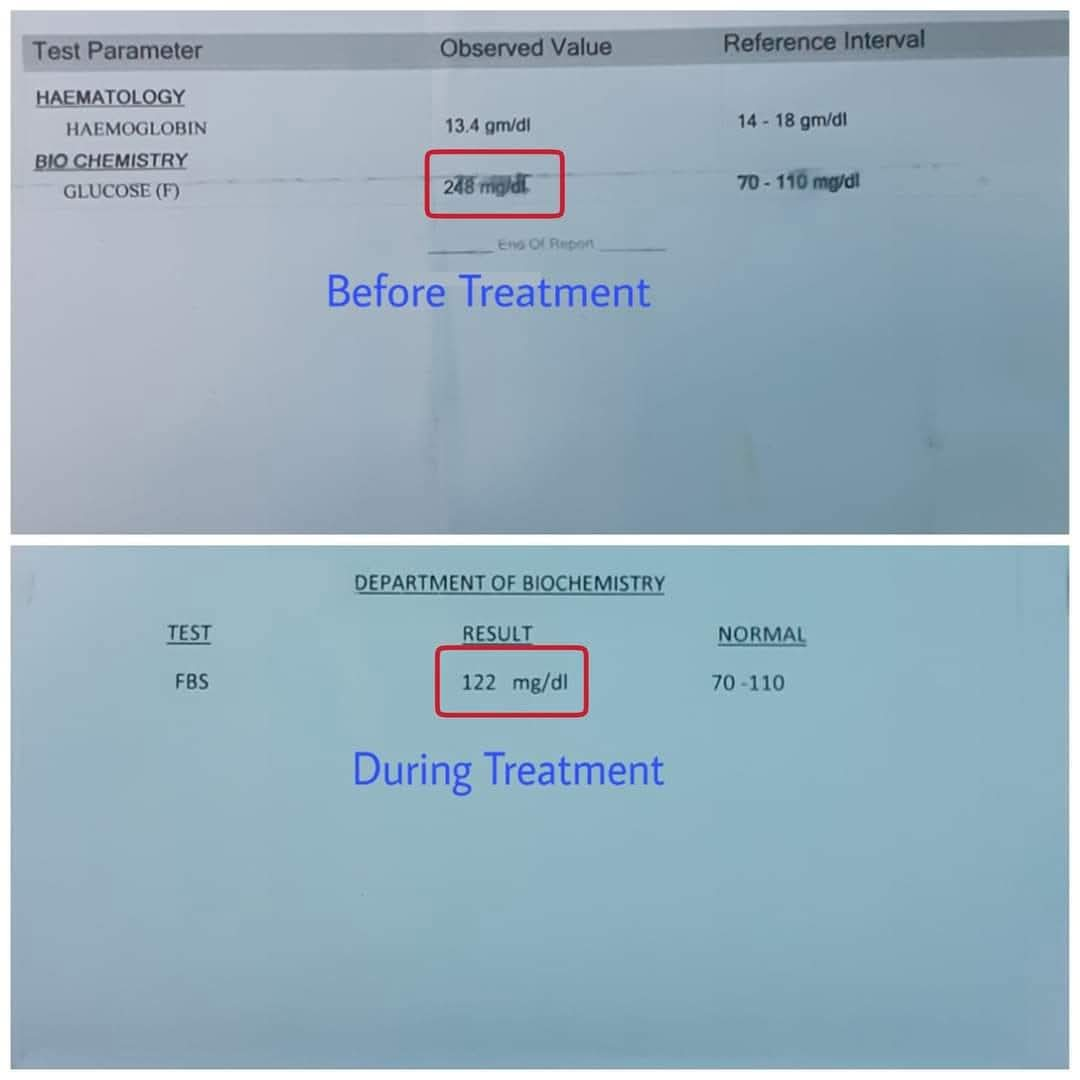 Test Parameter Observed Value Reference Interval
HAEMATOLOGY
HAEMOGLOBIN 13.4 gm/dl 14 - 18 gm/dl
BIO CHEMISTRY
GLUCOSE (F) 248 mg/dl 70 - 110 mg/dl
End Of Report
Before Treatment
DEPARTMENT OF BIOCHEMISTRY
TEST RESULT NORMAL
FBS 122 mg/dl 70 -110
During Treatment